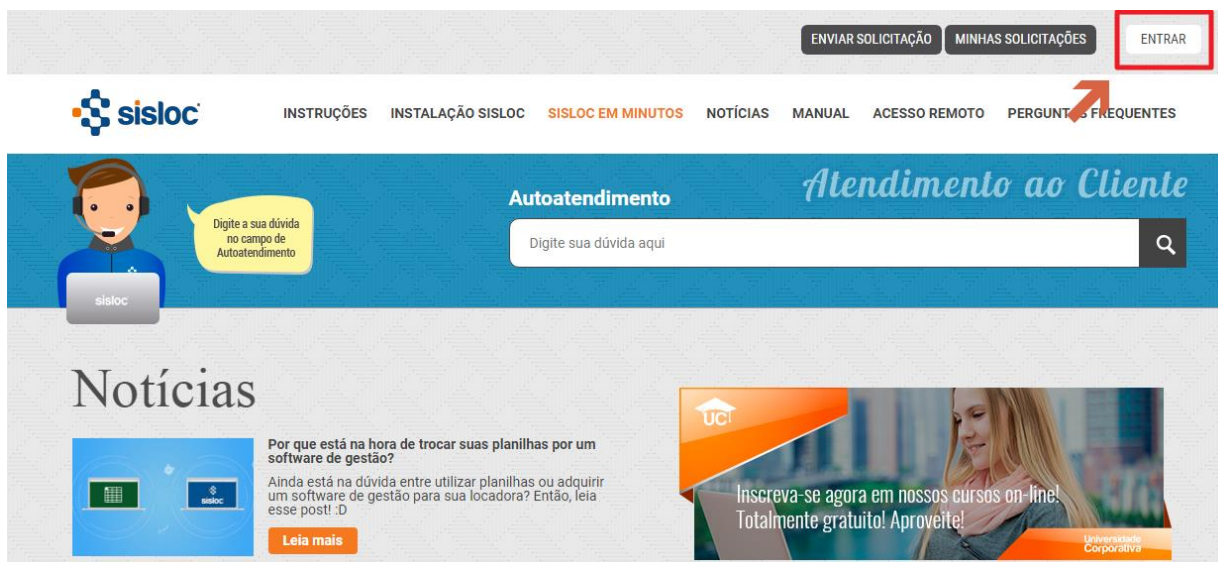 ENVIAR SOLICITAÇÃO MINHAS SOLICITAÇÕES ENTRAR
sisloc INSTRUÇÕES INSTALAÇÃO SISLOC SISLOC EM MINUTOS NOTÍCIAS MANUAL ACESSO REMOTO PERGUNTAS FREQUENTES
Atendimento ao Cliente
Autoatendimento
Digite a sua dúvida
no campo de
Autoatendimento
Digite sua dúvida aqui
sisloc
Notícias
Por que está na hora de trocar suas planilhas por um
software de gestão?
Ainda está na dúvida entre utilizar planilhas ou adquirir
um software de gestão para sua locadora? Então, leia
esse post! :D
Leia mais
sisloc
UC
Inscreva-se agora em nossos cursos on-line!
Totalmente gratuito! Aproveite!
Universidade
Corporativa